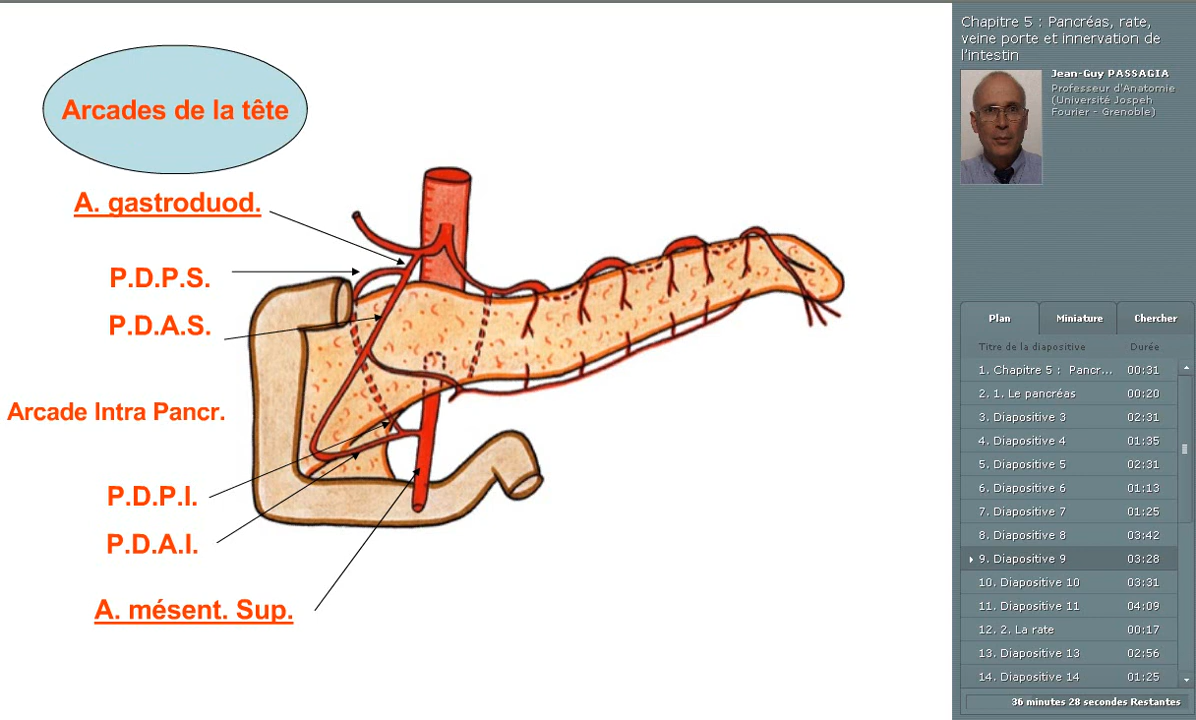 Arcades de la tête
A. gastroduod.
P.D.P.S.
P.D.A.S.
Arcade Intra Pancr.
P.D.P.I.
P.D.A.I.
A. mésent. Sup.
Chapitre 5 : Pancréas, rate,
veine porte et innervation de
l'intestin
Jean-Guy PASSAGIA
Professeur d'Anatomie
(Université Jospeh
Fourier - Grenoble)
Plan Miniature Chercher
Titre de la diapositive Durée
1. Chapitre 5 : Pancr... 00:31
2. 1. Le pancréas 00:20
3. Diapositive 3 02:31
4. Diapositive 4 01:35
5. Diapositive 5 02:31
6. Diapositive 6 01:13
7. Diapositive 7 01:25
8. Diapositive 8 03:42
9. Diapositive 9 03:28
10. Diapositive 10 03:31
11. Diapositive 11 04:09
12. 2. La rate 00:17
13. Diapositive 13 02:56
14. Diapositive 14 01:25
36 minutes 28 secondes Restantes